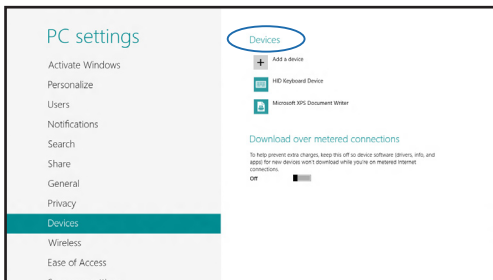 PC settings
Activate Windows
Personalize
Users
Notifications
Search
Share
General
Privacy
Devices
Wireless
Ease of Access
Devices
Add a device
HID Keyboard Device
Microsoft XPS Document Writer
Download over metered connections
To help prevent extra charges, keep this off so device software (drivers, info, and
apps) for new devices won't download while you're on metered Internet
connections.
Off